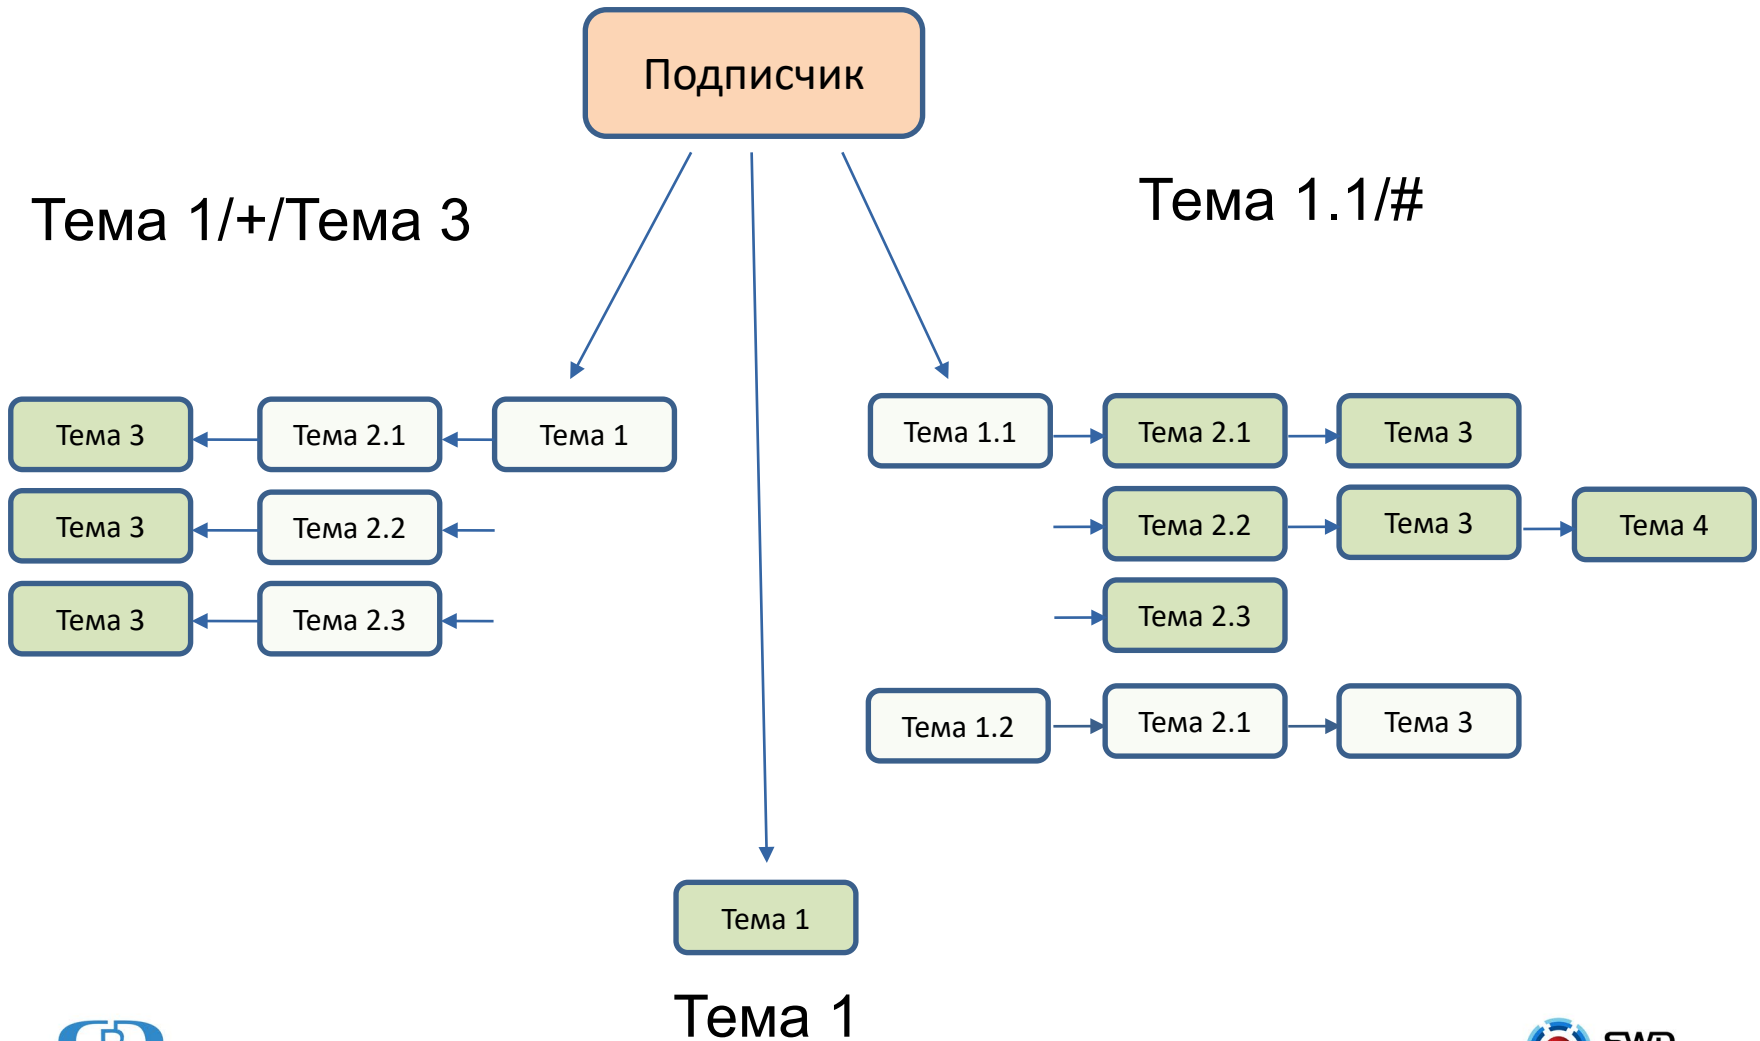 Подписчик
Тема 1/+/Тема 3
Тема 1.1/#
Тема 3
Тема 2.1
Тема 1
Тема 1.1
Тема 2.1
Тема 3
Тема 3
Тема 2.2
Тема 2.2
Тема 3
Тема 4
Тема 3
Тема 2.3
Тема 2.3
Тема 1.2
Тема 2.1
Тема 3
Тема 1
Тема 1